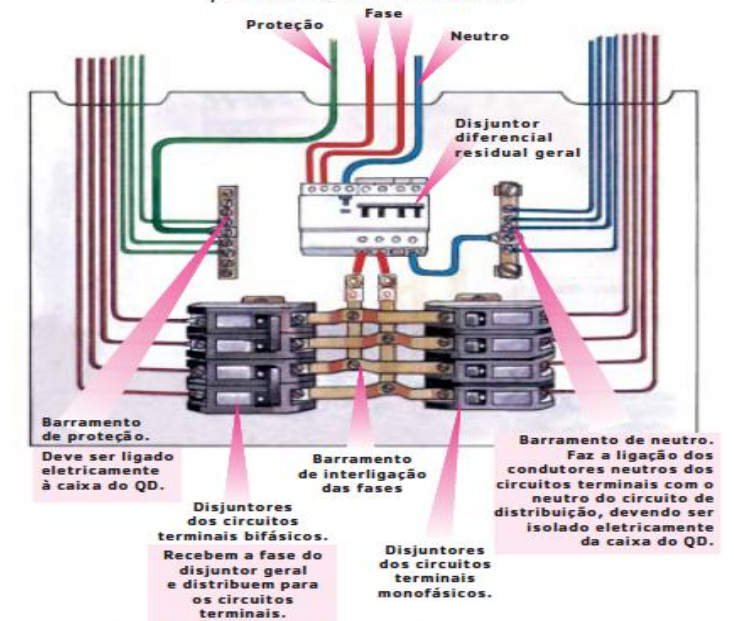 Proteção
Fase
Neutro
Disjuntor
diferencial
residual geral
Barramento
de proteção.
Deve ser ligado
eletricamente
à caixa do QD.
Barramento
de interligação
das fases
Disjuntores
dos circuitos
terminais bifásicos.
Recebem a fase do
disjuntor geral
e distribuem para
os circuitos
terminais.
Disjuntores
dos circuitos
terminais
monofásicos.
Barramento de neutro.
Faz a ligação dos
condutores neutros dos
circuitos terminais com o
neutro do circuito de
distribuição, devendo ser
isolado eletricamente
da caixa do QD.